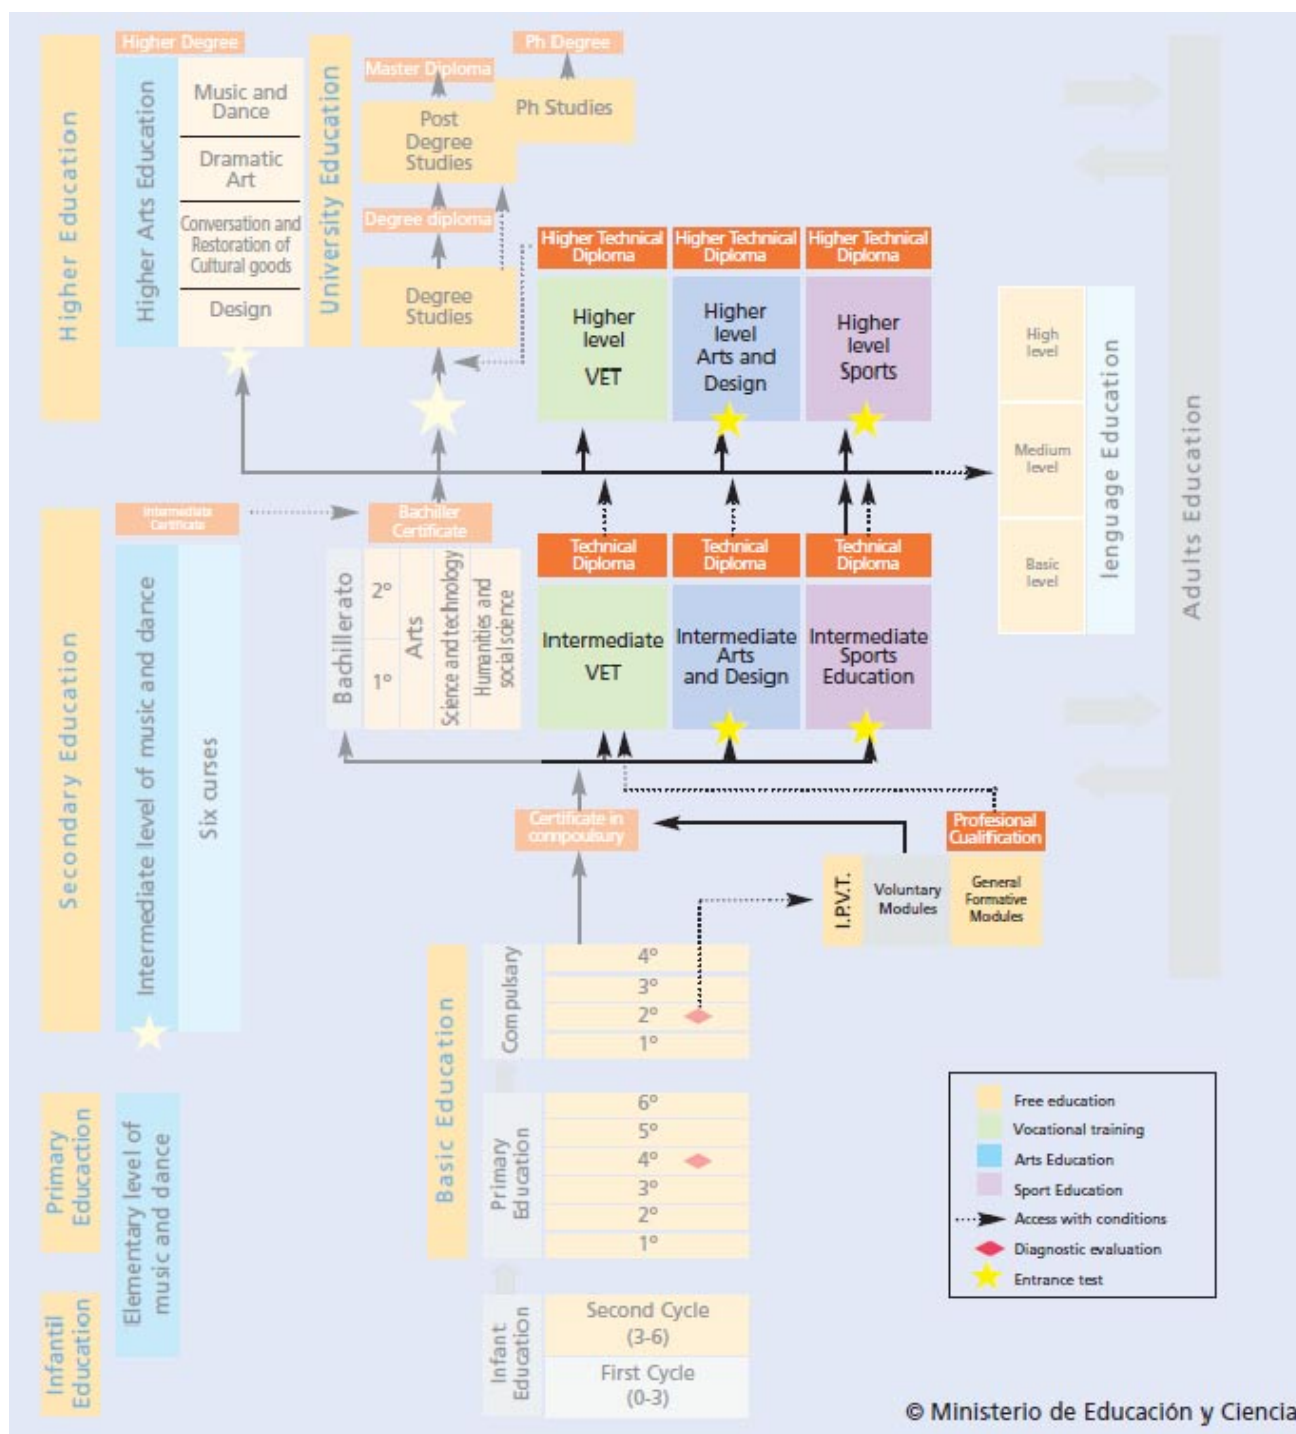 Higher Education
Higher Degree
Higher Arts Education
Music and
Dance
Dramatic
Art
Conversation and
Restoration of
Cultural goods
Design
University Education
Master Diploma
Ph Degree
Post
Degree
Studies
Ph Studies
Degree diploma
Degree
Studies
Higher Technical
Diploma
Higher Technical
Diploma
Higher Technical
Diploma
Higher
level
VET
Higher
level
Arts and
Design
Higher
level
Sports
High
level
Medium
level
Basic
level
lenguage Education
Adults Education
Secondary Education
Intermediate
Certificate
Intermediate level of music and dance
Six curses
Bachiller
Certificate
Bachillerato
2º
1º
Arts
Science and technology
Humanities and
social science
Technical
Diploma
Technical
Diploma
Technical
Diploma
Intermediate
VET
Intermediate
Arts
and Design
Intermediate
Sports
Education
Certificate in
compoulsury
Profesional
Cualification
I.P.V.T.
Voluntary
Modules
General
Formative
Modules
Basic Education
Compulsary
4º
3º
2º
1º
Primary
Educaction
Elementary level of
music and dance
Primary
Education
6º
5º
4º
3º
2º
1º
Infantil
Education
Infant
Education
Second Cycle
(3-6)
First Cycle
(0-3)
Free education
Vocational training
Arts Education
Sport Education
Access with conditions
Diagnostic evaluation
Entrance test
© Ministerio de Educación y Ciencia